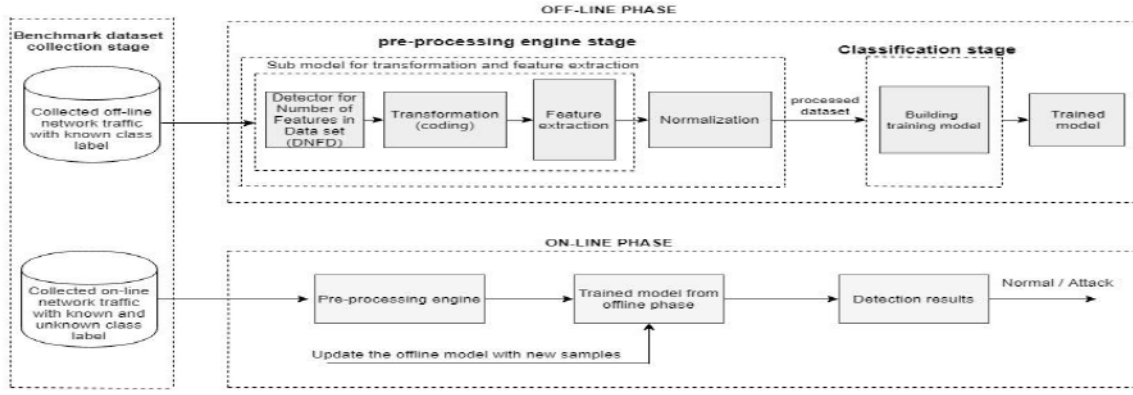 OFF-LINE PHASE
Benchmark dataset
collection stage
Collected off-line
network traffic
with known class
label
pre-processing engine stage
Sub model for transformation and feature extraction
Detector for
Number of
Features in
Data set
(DNFD)
Transformation
(coding)
Feature
extraction
Normalization
processed
dataset
Classification stage
Building
training model
Trained
model
ON-LINE PHASE
Collected on-line
network traffic
with known and
unknown class
label
Pre-processing engine
Trained model from
offline phase
Detection results
Normal / Attack
Update the offline model with new samples